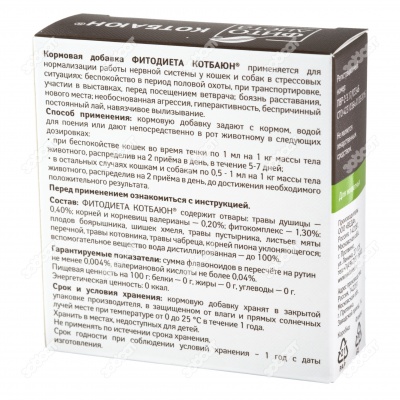 КОТБАЮН®
Кормовая добавка ФИТОДИЕТА КОТБАЮН® применяется для
нормализации работы нервной системы у кошек и собак в стрессовых
ситуациях: беспокойство в период половой охоты, при транспортировке,
участии в выставках, перед посещением ветврача; боязнь расставания,
нового места; необоснованная агрессия, гиперактивность, беспричинный
постоянный лай, навязчивое вылизывание.
Способ применения: кормовую добавку задают с кормом, водой
для поения или дают непосредственно в рот животному в следующих
дозировках:
• при беспокойстве кошек во время течки по 1 мл на 1 кг массы тела
животного, распределив на 2 приёма в день, в течение 5-7 дней;
• в остальных случаях кошкам и собакам по 0,5 - 1 мл на 1 кг массы тела
животного, распределив на 2 приёма в день, до достижения необходимого
положительного результата.
Перед применением ознакомиться с инструкцией.
Состав: ФИТОДИЕТА КОТБАЮН® содержит отвары: травы душицы –
0,40%; корней и корневищ валерианы – 0,20%; фитокомплекс – 1,30%:
плодов боярышника, шишек хмеля, травы пустырника, листьев мяты
перечной, травы котовника, травы чабреца, корней пиона уклоняющегося;
вспомогательное вещество вода дистиллированная — до 100%.
Гарантируемые показатели: сумма флавоноидов в пересчёте на рутин
не менее 0,004%, валериановой кислоты не более 0,04%.
Пищевая ценность на 100 г: белки – 0 г, жиры – 0 г, углеводы – 0 г.
Энергетическая ценность: 0 ккал.
Срок и условия хранения: кормовую добавку хранят в закрытой
упаковке производителя, в защищенном от влаги и прямых солнечных
лучей месте при температуре от 0 до 25 °C в течение 1 года.
Хранить в местах, недоступных для детей.
Не применять по истечении срока хранения.
Срок годности при соблюдении условий хранения – 1 год с даты
изготовления.